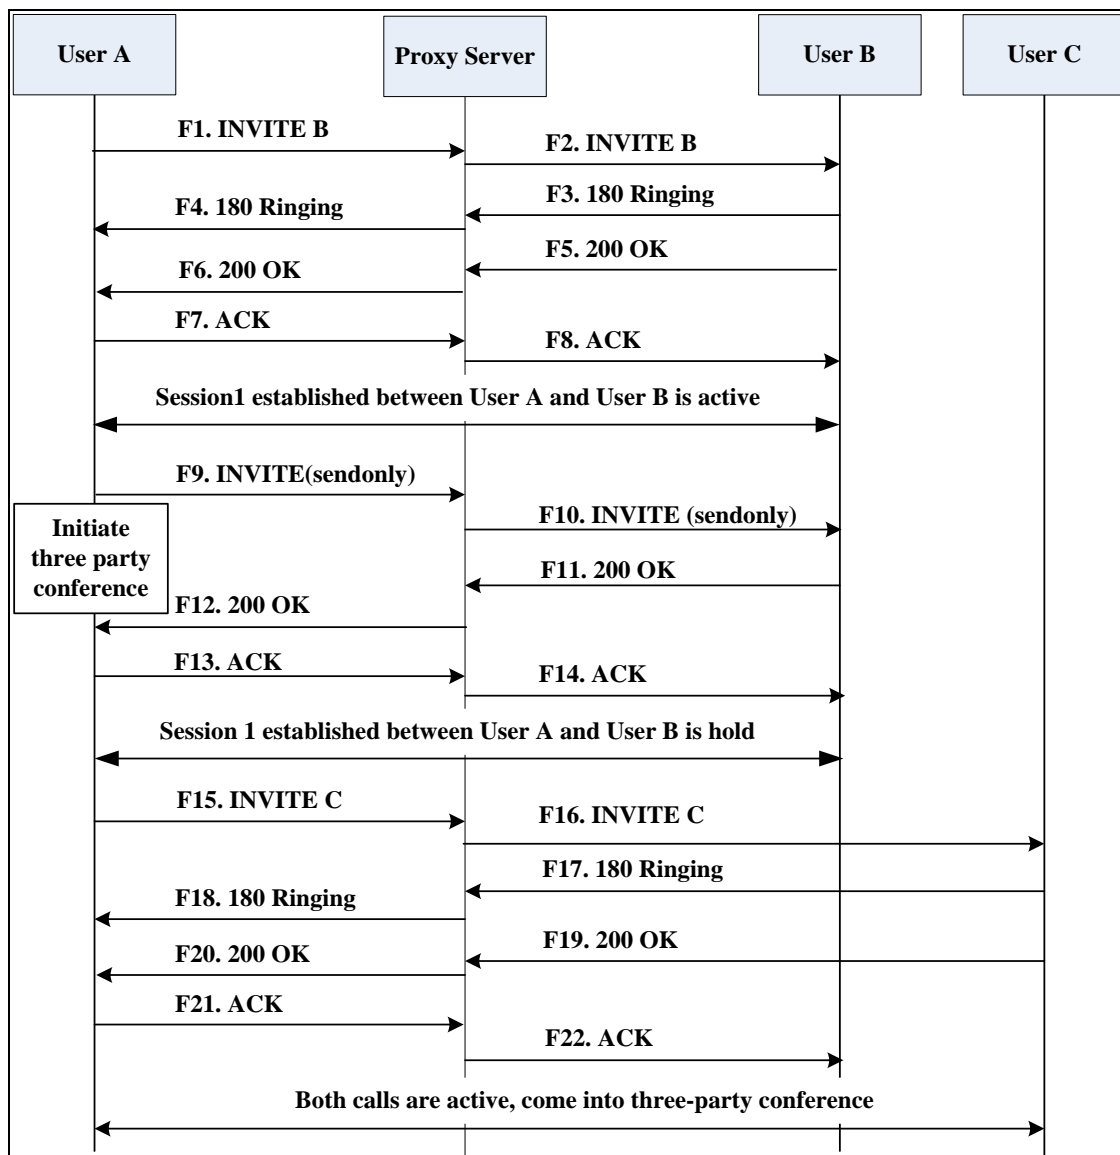 User A
Proxy Server
User B
User C
F1. INVITE B
F2. INVITE B
F3. 180 Ringing
F4. 180 Ringing
F5. 200 OK
F6. 200 OK
F7. ACK
F8. ACK
Session1 established between User A and User B is active
F9. INVITE(sendonly)
Initiate
three party
conference
F10. INVITE (sendonly)
F11. 200 OK
F12. 200 OK
F13. ACK
F14. ACK
Session 1 established between User A and User B is hold
F15. INVITE C
F16. INVITE C
F17. 180 Ringing
F18. 180 Ringing
F19. 200 OK
F20. 200 OK
F21. ACK
F22. ACK
Both calls are active, come into three-party conference